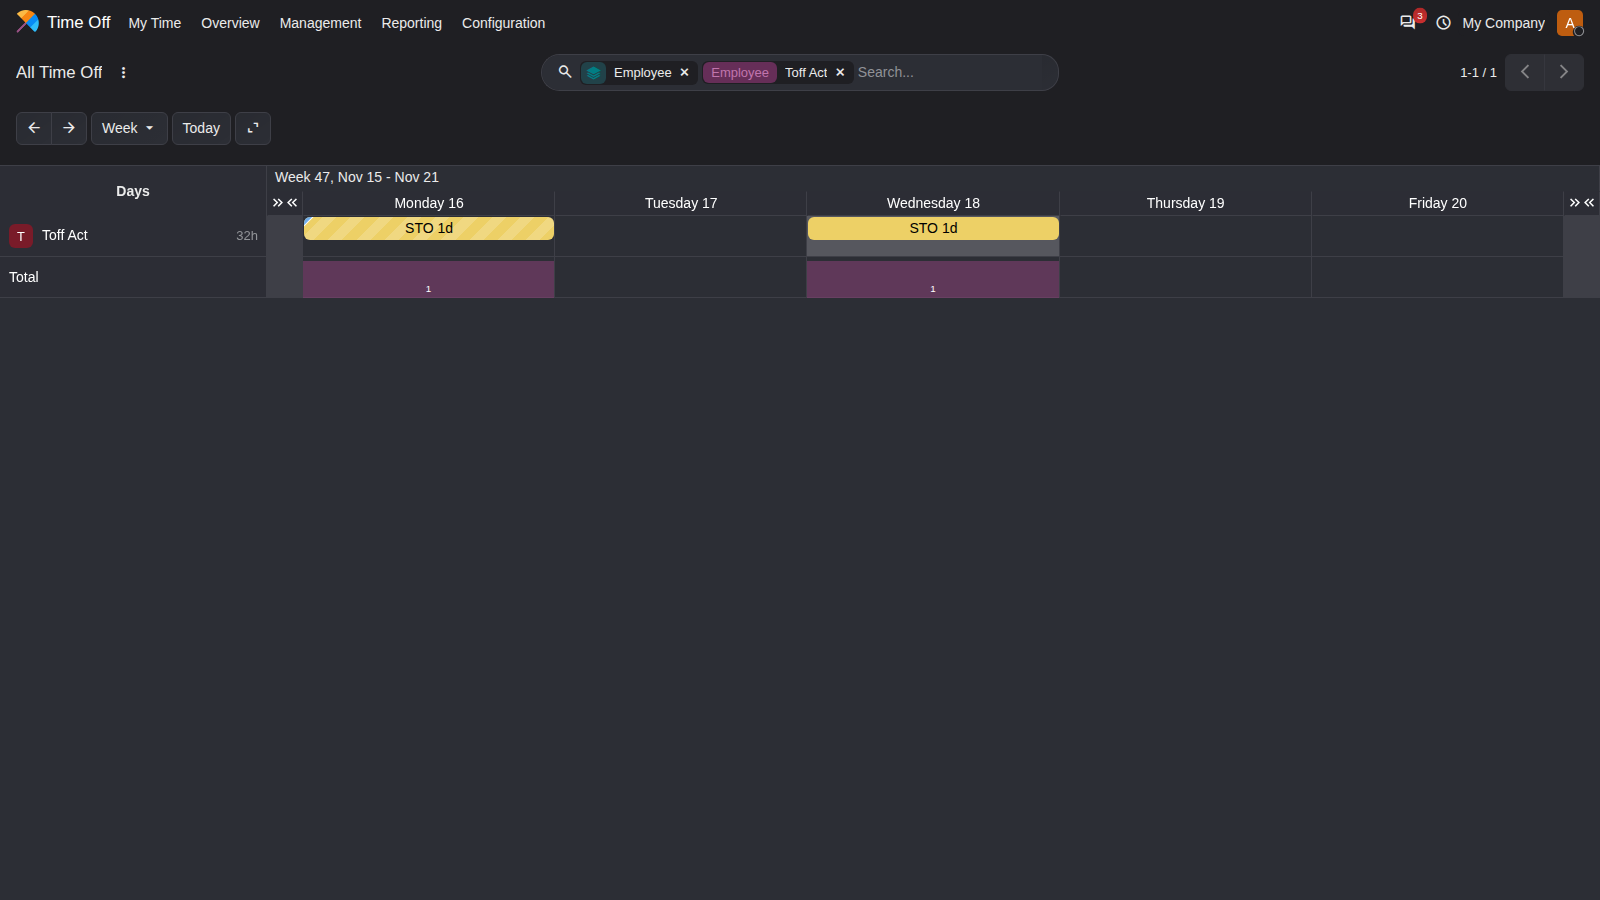 Time Off My Time Overview Management Reporting Configuration 3 My Company A
All Time Off Employee × Employee Toff Act × Search... 1-1 / 1
Week Today
Days Week 47, Nov 15 - Nov 21
Monday 16 Tuesday 17 Wednesday 18 Thursday 19 Friday 20
T Toff Act 32h STO 1d STO 1d
Total 1 1